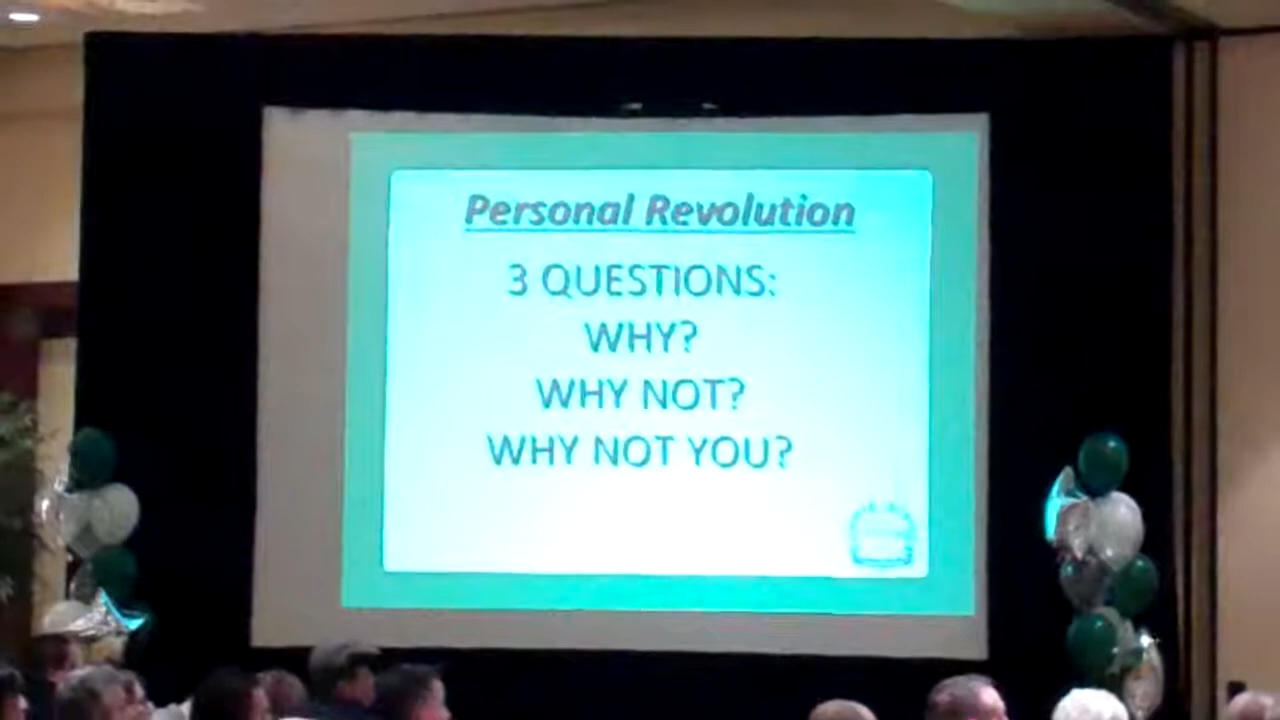 Personal Revolution
3 QUESTIONS:
WHY?
WHY NOT?
WHY NOT YOU?